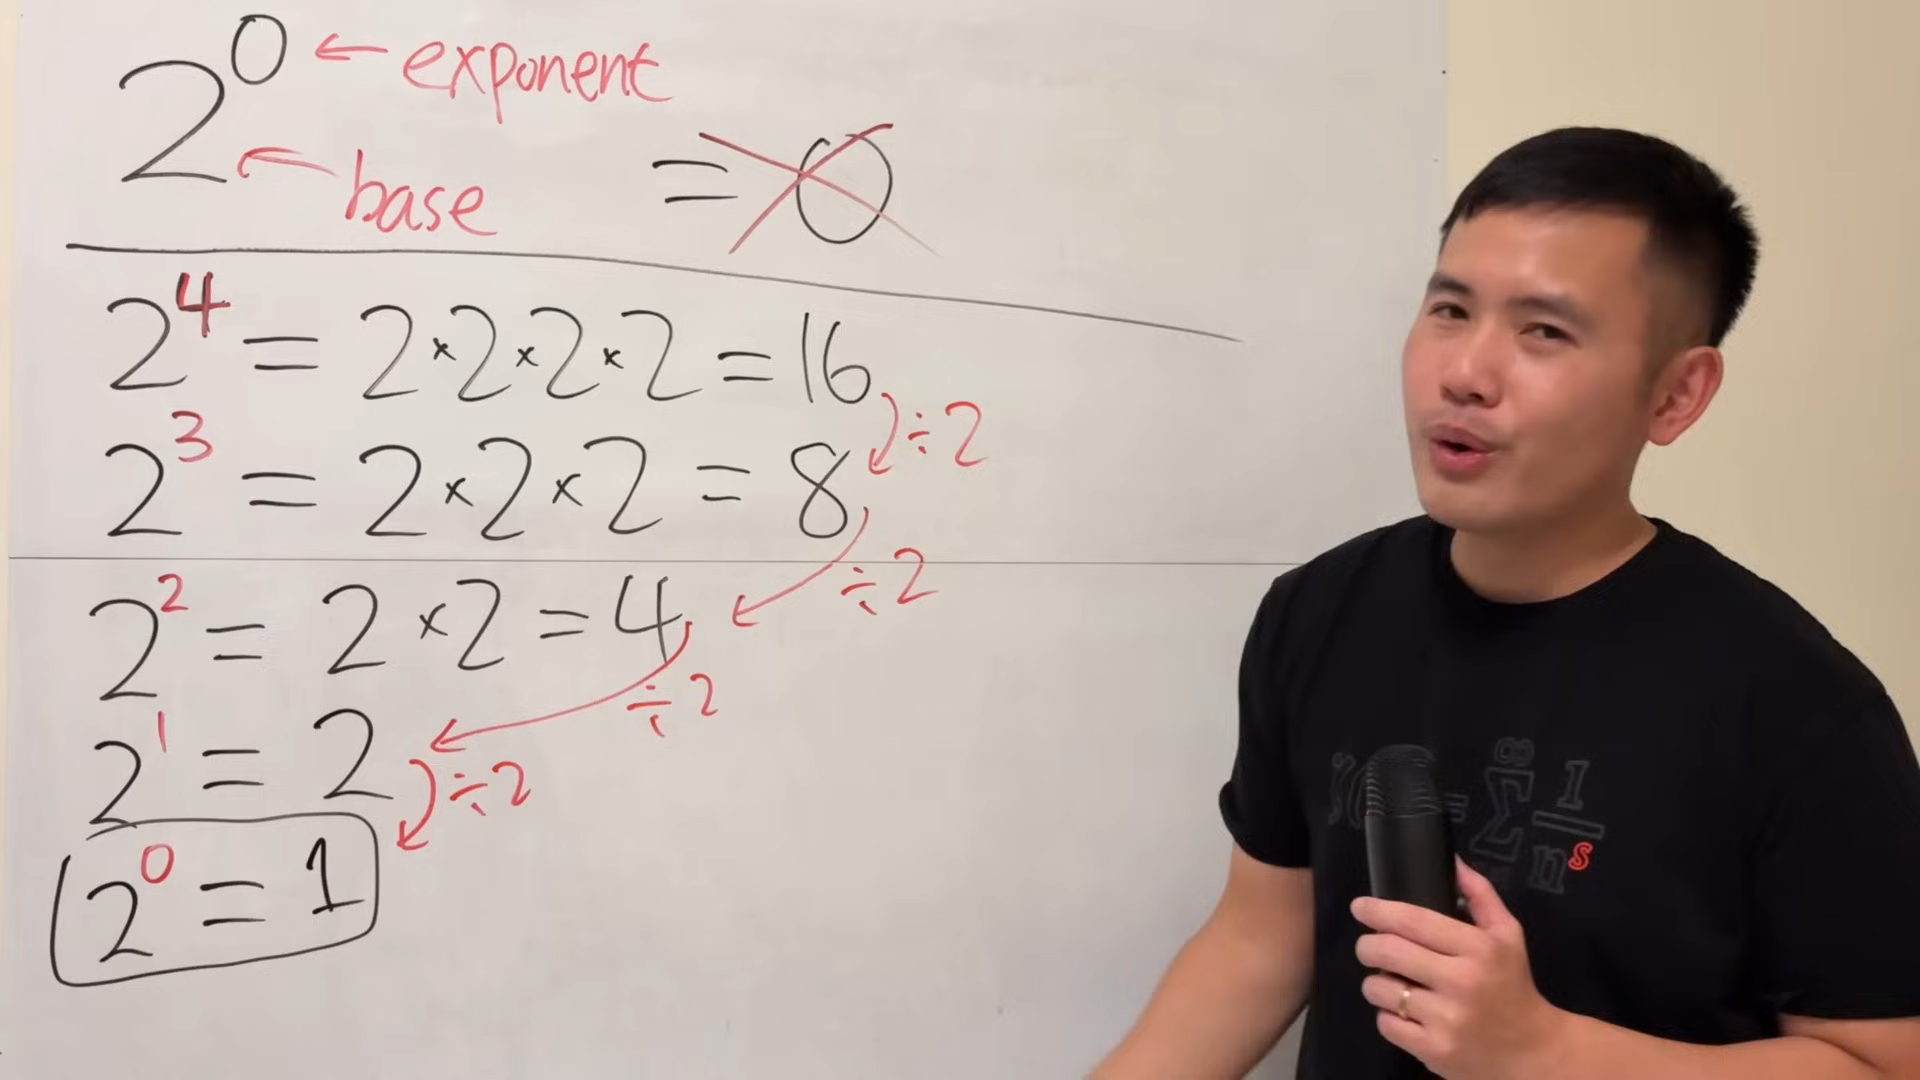 2⁰ ← exponent
← base = 0
2⁴ = 2×2×2×2 = 16
÷2
2³ = 2×2×2 = 8
÷2
2² = 2×2 = 4
÷2
2¹ = 2
÷2
2⁰ = 1
= ∞ Σ 1 n s